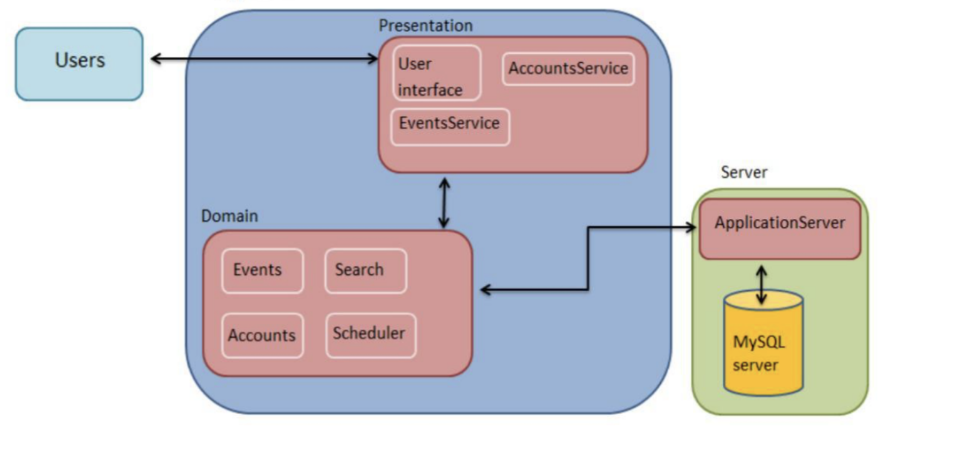 Presentation
Users
User
interface
AccountsService
EventsService
Server
Domain
ApplicationServer
Events
Search
Accounts
Scheduler
MySQL
server